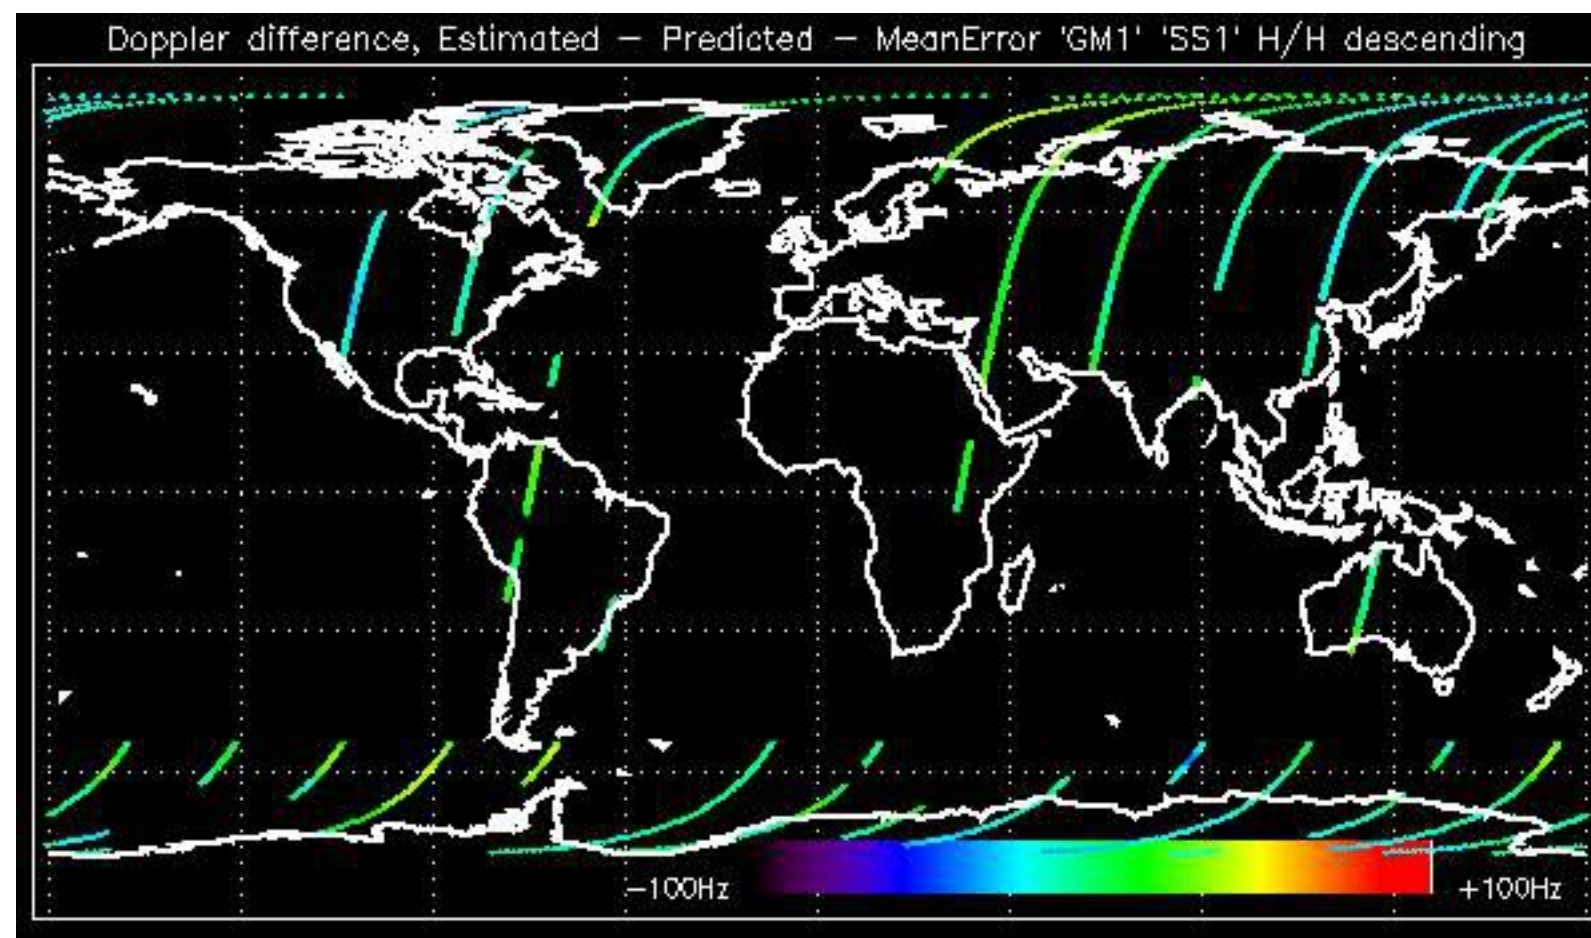 Doppler difference, Estimated — Predicted — MeanError 'GM1' 'SS1' H/H descending
—100Hz +100Hz